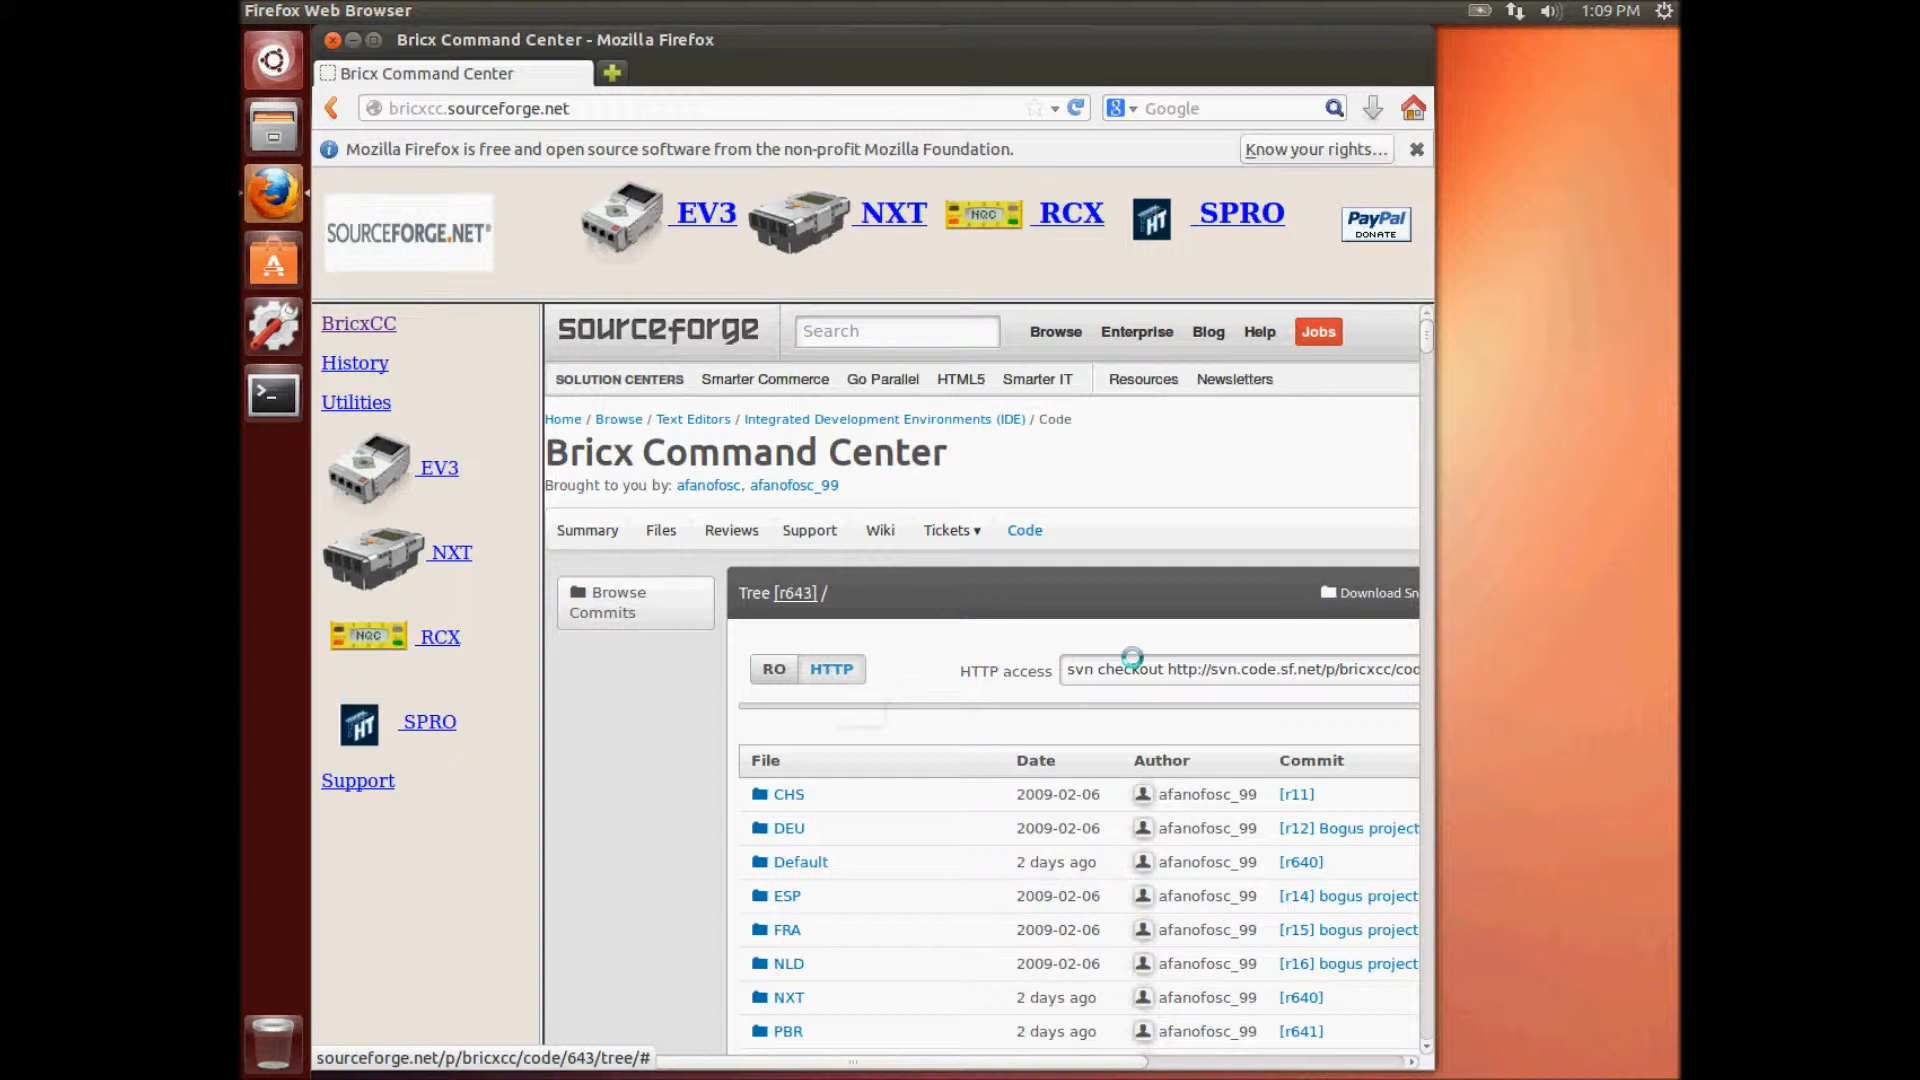 Firefox Web Browser
1:09 PM
Bricx Command Center - Mozilla Firefox
Bricx Command Center
bricxcc.sourceforge.net
Google
Mozilla Firefox is free and open source software from the non-profit Mozilla Foundation.
Know your rights...
SOURCEFORGE.NET®
EV3
NXT
NQC
RCX
HT
SPRO
PayPal
DONATE
BricxCC
History
Utilities
EV3
NXT
NQC
RCX
HT
SPRO
Support
sourceforge
Search
Browse
Enterprise
Blog
Help
Jobs
SOLUTION CENTERS
Smarter Commerce
Go Parallel
HTML5
Smarter IT
Resources
Newsletters
Home / Browse / Text Editors / Integrated Development Environments (IDE) / Code
Bricx Command Center
Brought to you by: afanofosc, afanofosc_99
Summary
Files
Reviews
Support
Wiki
Tickets ▾
Code
Browse
Commits
Tree [r643] /
Download Sn
RO
HTTP
HTTP access
svn checkout http://svn.code.sf.net/p/bricxcc/cod
File Date Author Commit
CHS 2009-02-06 afanofosc_99 [r11]
DEU 2009-02-06 afanofosc_99 [r12] Bogus project
Default 2 days ago afanofosc_99 [r640]
ESP 2009-02-06 afanofosc_99 [r14] bogus project
FRA 2009-02-06 afanofosc_99 [r15] bogus project
NLD 2009-02-06 afanofosc_99 [r16] bogus project
NXT 2 days ago afanofosc_99 [r640]
PBR 2 days ago afanofosc_99 [r641]
sourceforge.net/p/bricxcc/code/643/tree/#